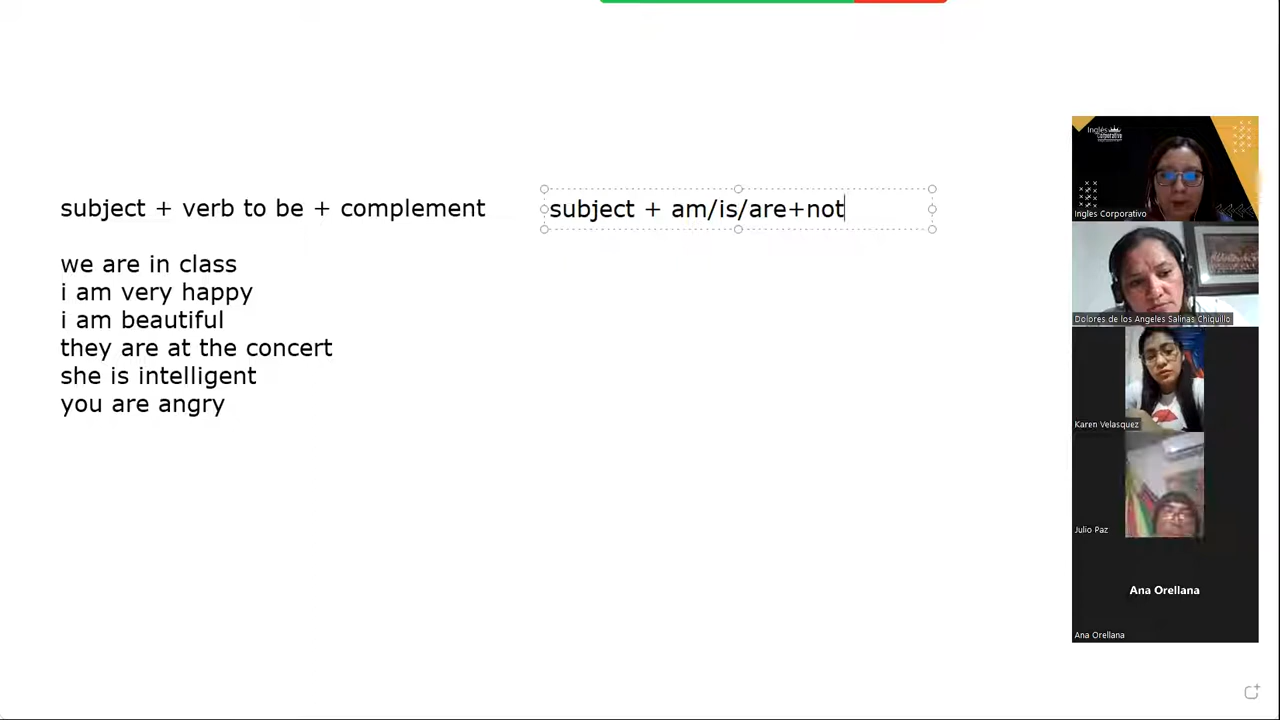 subject + verb to be + complement
subject + am/is/are+not
we are in class
i am very happy
i am beautiful
they are at the concert
she is intelligent
you are angry
Inglés
Corporativo
Ingles Corporativo
Dolores de los Angeles Salinas Chiquillo
Karen Velasquez
Julio Paz
Ana Orellana
Ana Orellana